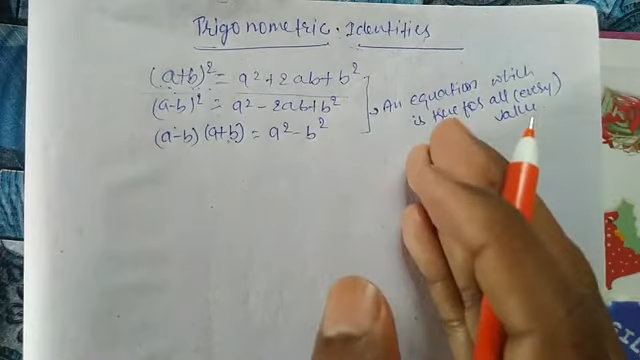 Trigonometric. Identities
(a+b)² = a² + 2ab + b²
(a-b)² = a² - 2ab + b²
(a-b) (a+b) = a² - b²
An equation which
is true for all (every)
value